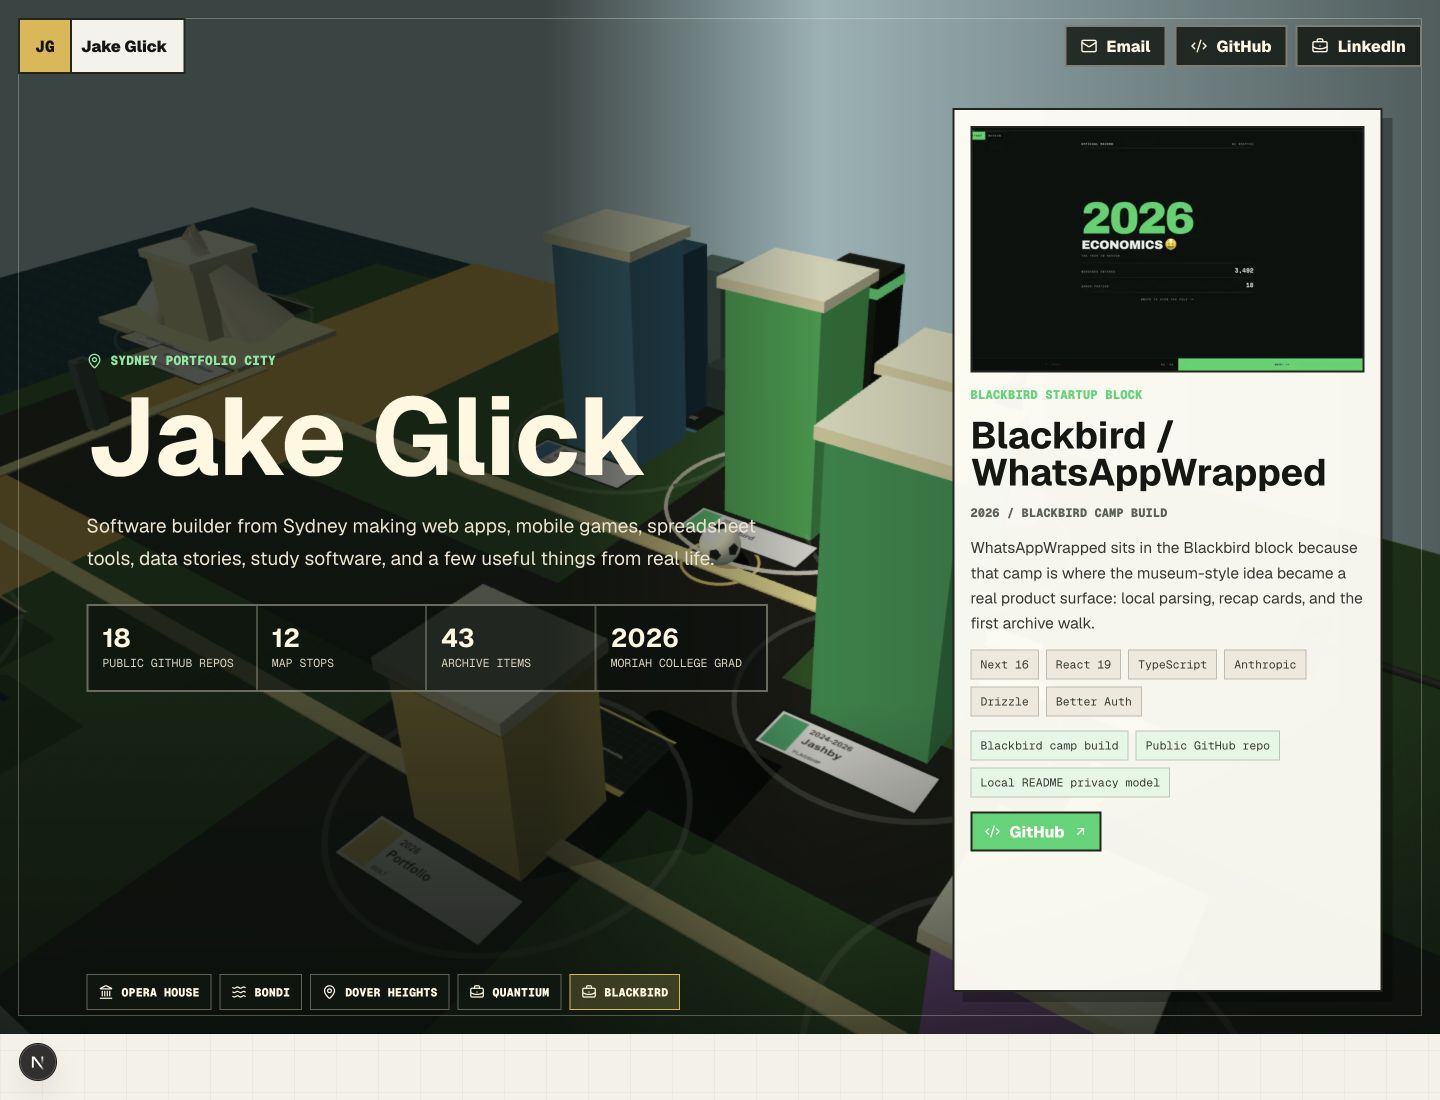 JG
Jake Glick
Email
GitHub
LinkedIn
SYDNEY PORTFOLIO CITY
Jake Glick
Software builder from Sydney making web apps, mobile games, spreadsheet
tools, data stories, study software, and a few useful things from real life.
18
PUBLIC GITHUB REPOS
12
MAP STOPS
43
ARCHIVE ITEMS
2026
MORIAH COLLEGE GRAD
2024-2026
Jashby
2026
Portfolio
OPERA HOUSE
BONDI
DOVER HEIGHTS
QUANTIUM
BLACKBIRD
2026
ECONOMICS
3,492
18
BLACKBIRD STARTUP BLOCK
Blackbird /
WhatsAppWrapped
2026 / BLACKBIRD CAMP BUILD
WhatsAppWrapped sits in the Blackbird block because
that camp is where the museum-style idea became a
real product surface: local parsing, recap cards, and the
first archive walk.
Next 16
React 19
TypeScript
Anthropic
Drizzle
Better Auth
Blackbird camp build
Public GitHub repo
Local README privacy model
GitHub
N